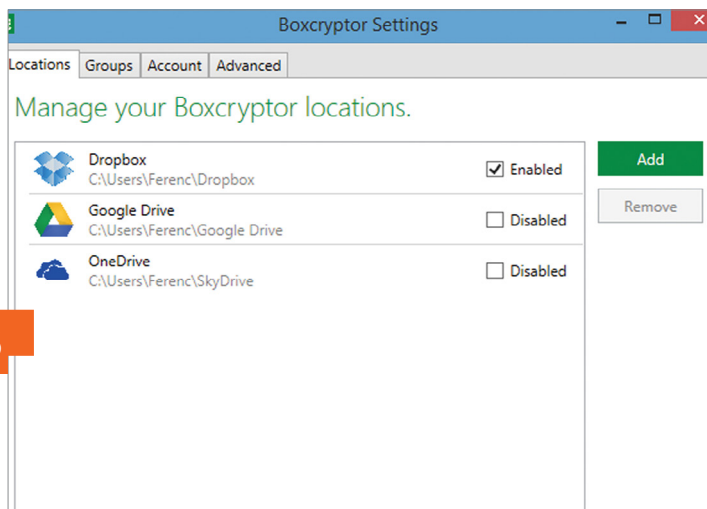 Boxcryptor Settings
Locations Groups Account Advanced
Manage your Boxcryptor locations.
Dropbox
C:\Users\Ferenc\Dropbox
Enabled
Add
Google Drive
C:\Users\Ferenc\Google Drive
Disabled
Remove
OneDrive
C:\Users\Ferenc\SkyDrive
Disabled